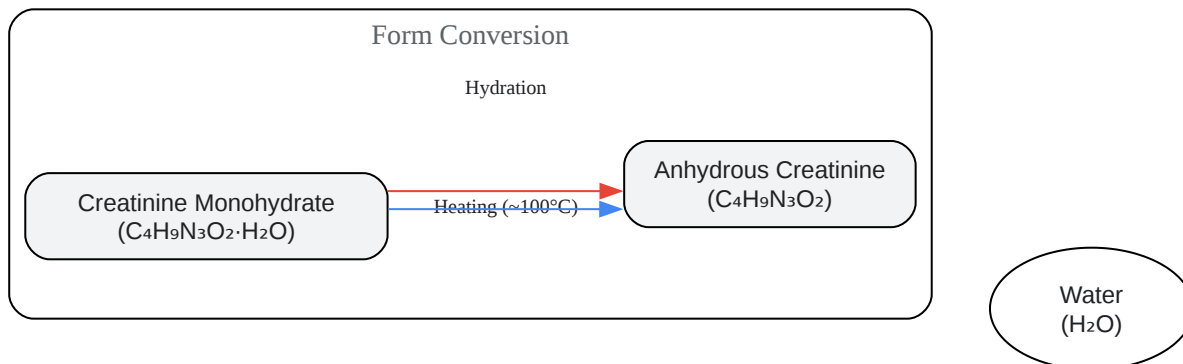 Form Conversion
Hydration
Creatinine Monohydrate
(C₄H₉N₃O₂·H₂O)
Heating (~100°C)
Anhydrous Creatinine
(C₄H₉N₃O₂)
Water
(H₂O)